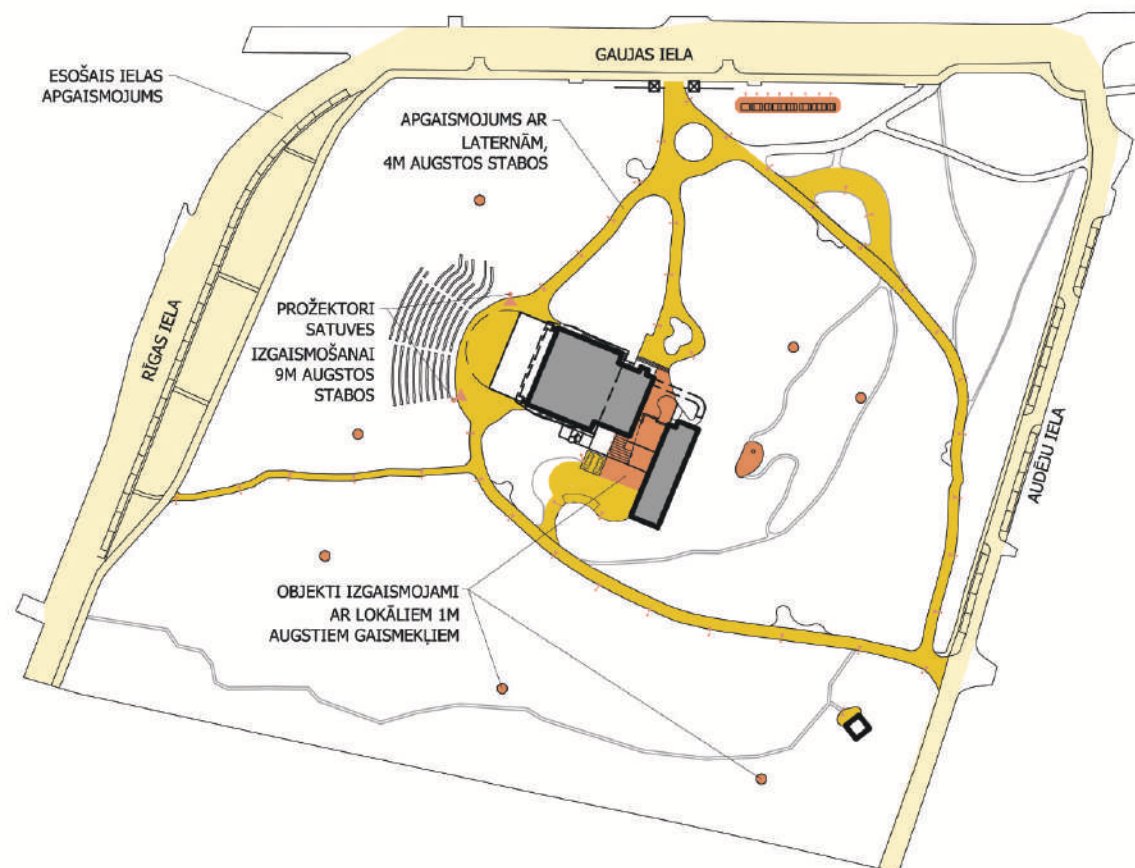 GAUJAS IELA
ESOŠAIS IELAS
APGAISMOJUMS
APGAISMOJUMS AR
LATERNĀM,
4M AUGSTOS STABOS
PROŽEKTORI
SATUVES
IZGAISMOŠANAI
9M AUGSTOS
STABOS
RĪGAS IELA
AUDĒJU IELA
OBJEKTI IZGAISMOJAMI
AR LOKĀLIEM 1M
AUGSTIEM GAISMEKĻIEM